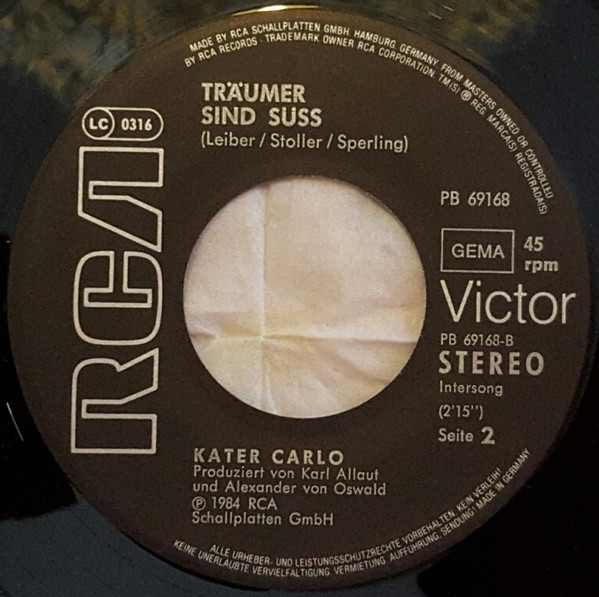 MADE BY RCA SCHALLPLATTEN GMBH, HAMBURG, GERMANY, FROM MASTERS OWNED OR CONTROLLED
BY RCA RECORDS · TRADEMARK OWNER RCA CORPORATION, TM(S) ® REG. MARCA(S) REGISTRADA(S)
TRÄUMER
SIND SÜSS
(Leiber / Stoller / Sperling)
LC 0316
RCA
PB 69168
GEMA
45
rpm
Victor
PB 69168-B
STEREO
Intersong
(2'15")
Seite 2
KATER CARLO
Produziert von Karl Allaut
und Alexander von Oswald
℗ 1984 RCA
Schallplatten GmbH
ALLE URHEBER- UND LEISTUNGSSCHUTZRECHTE VORBEHALTEN. KEIN VERLEIH!
KEINE UNERLAUBTE VERVIELFÄLTIGUNG, VERMIETUNG, AUFFÜHRUNG, SENDUNG! MADE IN GERMANY